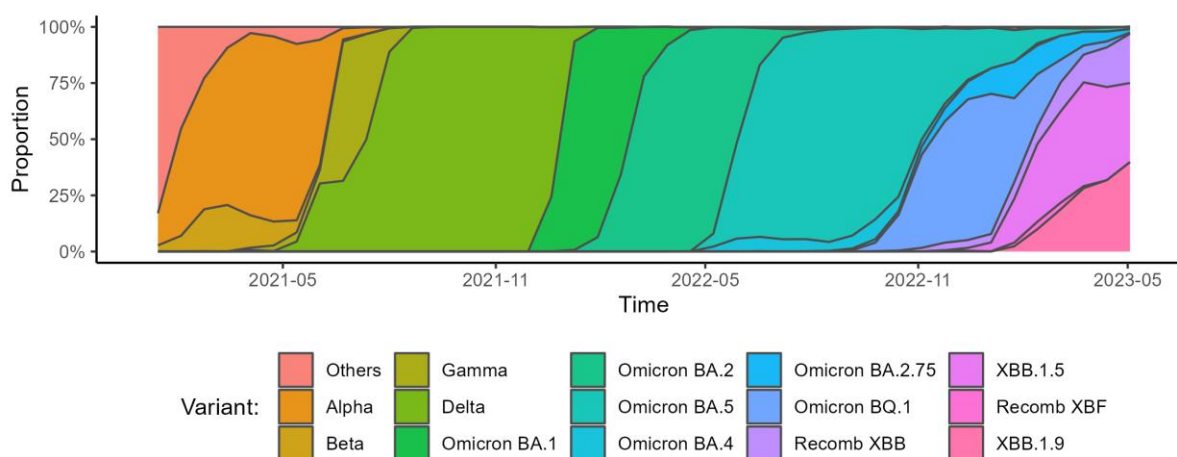 100%
75%
50%
25%
0%
Proportion
2021-05 2021-11 2022-05 2022-11 2023-05
Time
Variant:
Others Gamma Omicron BA.2 Omicron BA.2.75 XBB.1.5
Alpha Delta Omicron BA.5 Omicron BQ.1 Recomb XBF
Beta Omicron BA.1 Omicron BA.4 Recomb XBB XBB.1.9